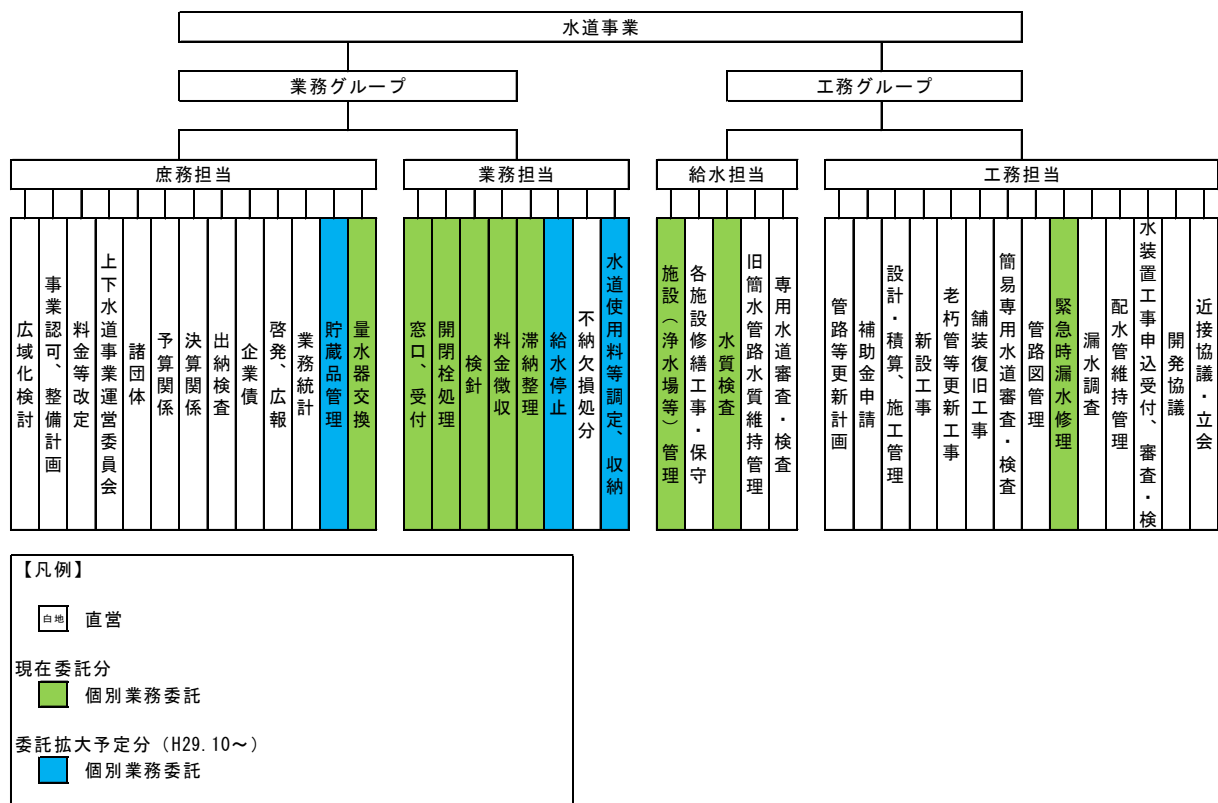 水道事業
業務グループ
工務グループ
庶務担当
業務担当
給水担当
工務担当
広域化検討
事業認可、整備計画
料金等改定
上下水道事業運営委員会
諸団体
予算関係
決算関係
出納検査
企業債
啓発、広報
業務統計
貯蔵品管理
量水器交換
窓口、受付
開閉栓処理
検針
料金徴収
滞納整理
給水停止
不納欠損処分
水道使用料等調定、収納
施設（浄水場等）管理
各施設修繕工事・保守
水質検査
旧簡水管路水質維持管理
専用水道審査・検査
管路等更新計画
補助金申請
設計・積算、施工管理
新設工事
老朽管等更新工事
舗装復旧工事
簡易専用水道審査・検査
管路図管理
緊急時漏水修理
漏水調査
配水管維持管理
水装置工事申込受付、審査・検
開発協議
近接協議・立会
【凡例】
白地 直営
現在委託分
個別業務委託
委託拡大予定分（H29.10～）
個別業務委託